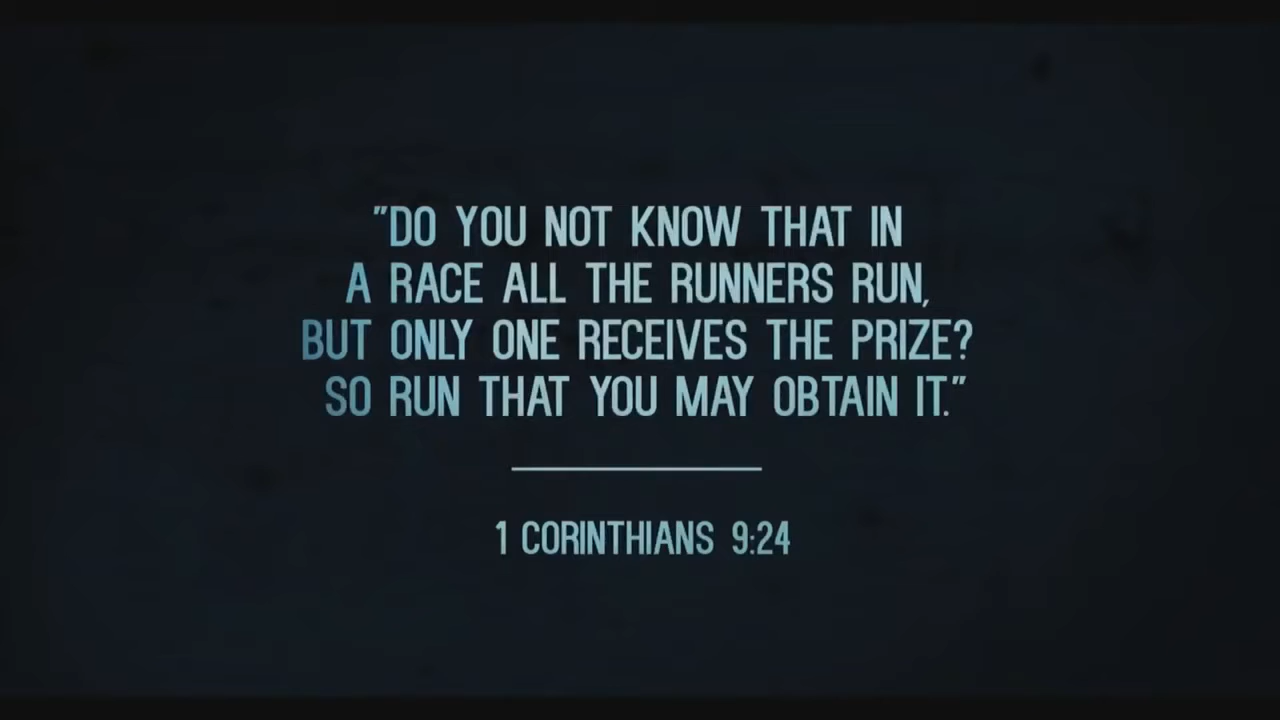 "DO YOU NOT KNOW THAT IN
A RACE ALL THE RUNNERS RUN,
BUT ONLY ONE RECEIVES THE PRIZE?
SO RUN THAT YOU MAY OBTAIN IT."
1 CORINTHIANS 9:24